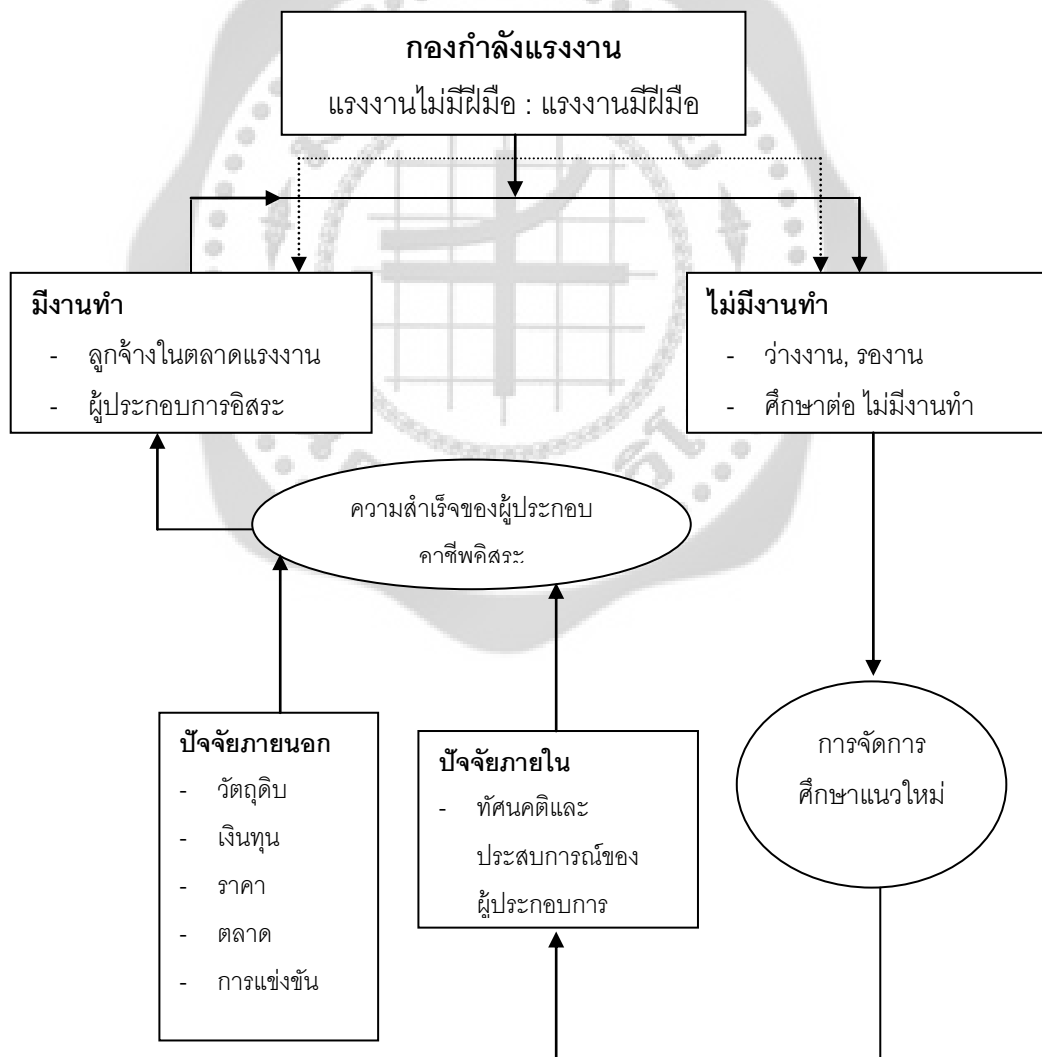 กองกำลังแรงงาน
แรงงานไม่มีฝีมือ : แรงงานมีฝีมือ
มีงานทำ
- ลูกจ้างในตลาดแรงงาน
- ผู้ประกอบการอิสระ
ไม่มีงานทำ
- ว่างงาน, รองาน
- ศึกษาต่อ ไม่มีงานทำ
ความสำเร็จของผู้ประกอบ
อาชีพอิสระ
ปัจจัยภายนอก
- วัตถุดิบ
- เงินทุน
- ราคา
- ตลาด
- การแข่งขัน
ปัจจัยภายใน
- ทัศนคติและ
ประสบการณ์ของ
ผู้ประกอบการ
การจัดการ
ศึกษาแนวใหม่